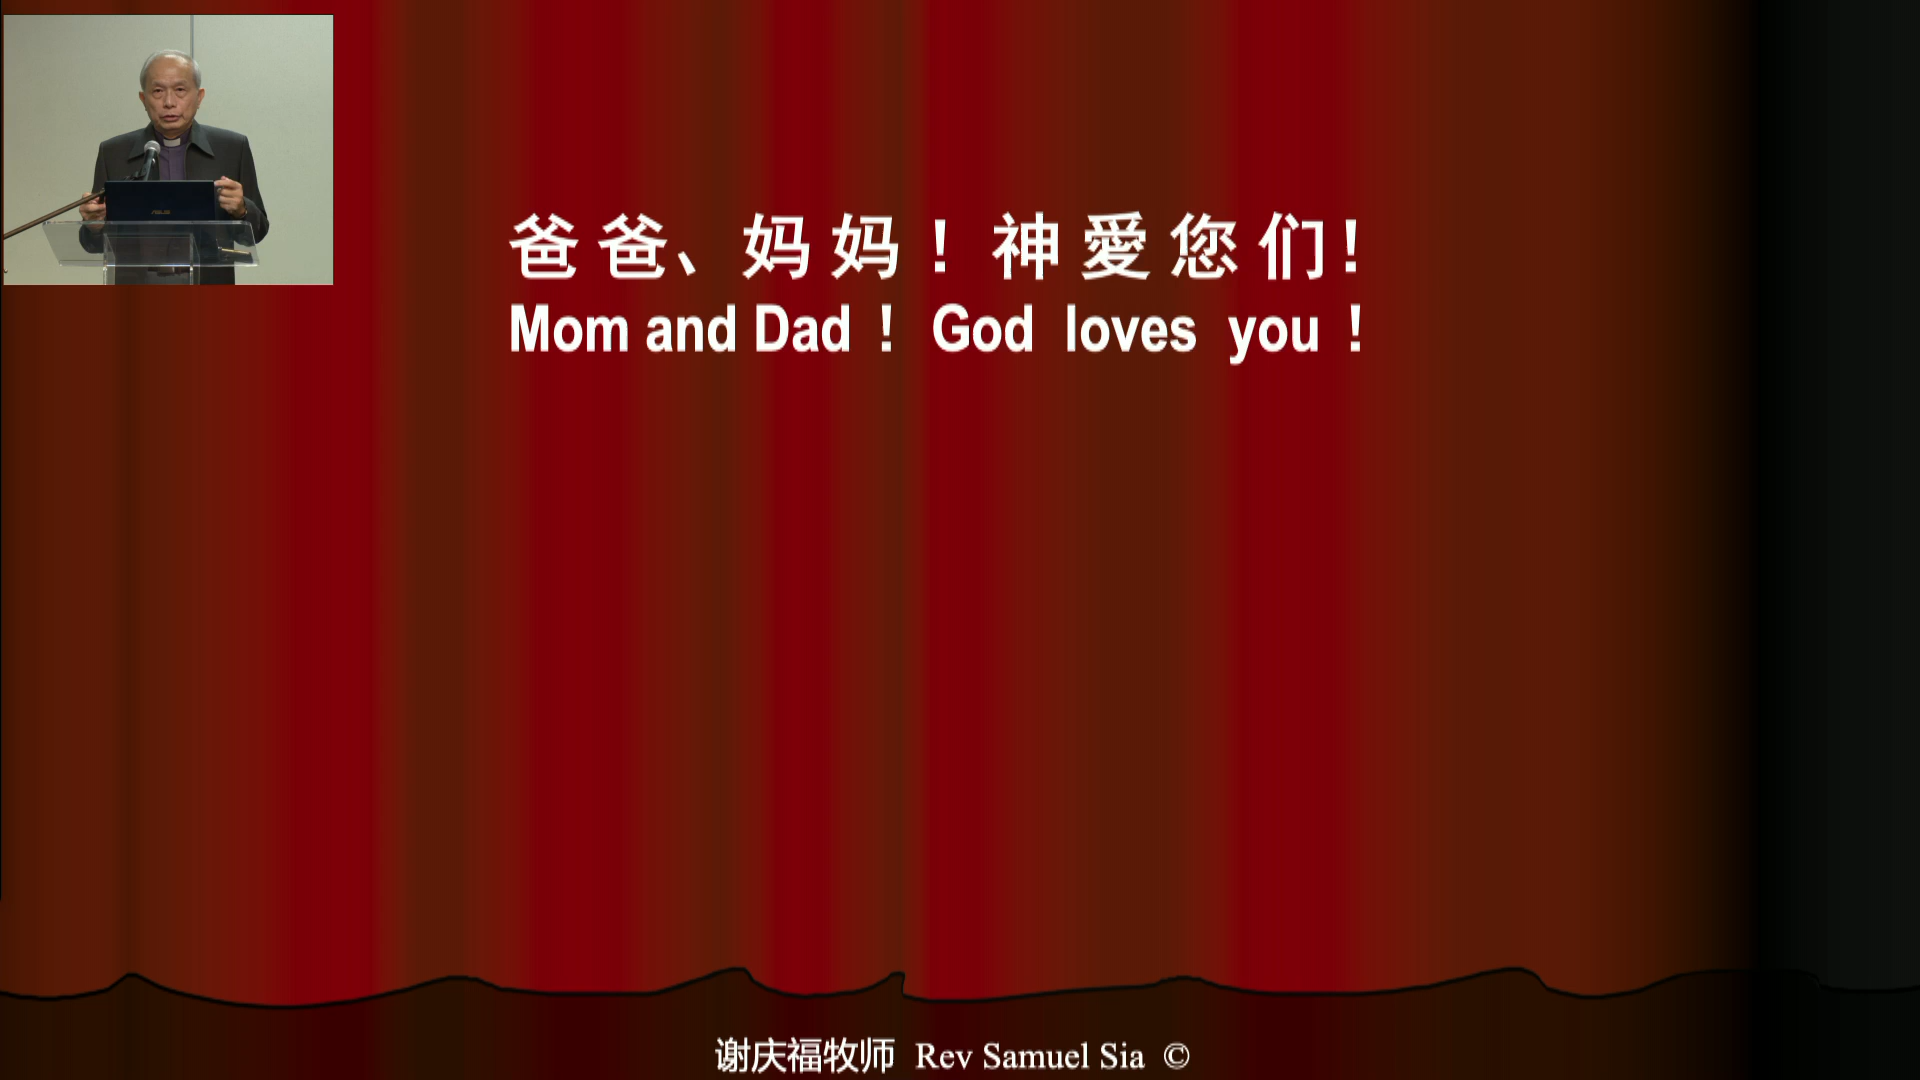 爸爸、妈妈！神愛您们！
Mom and Dad ! God loves you !
谢庆福牧师 Rev Samuel Sia ©